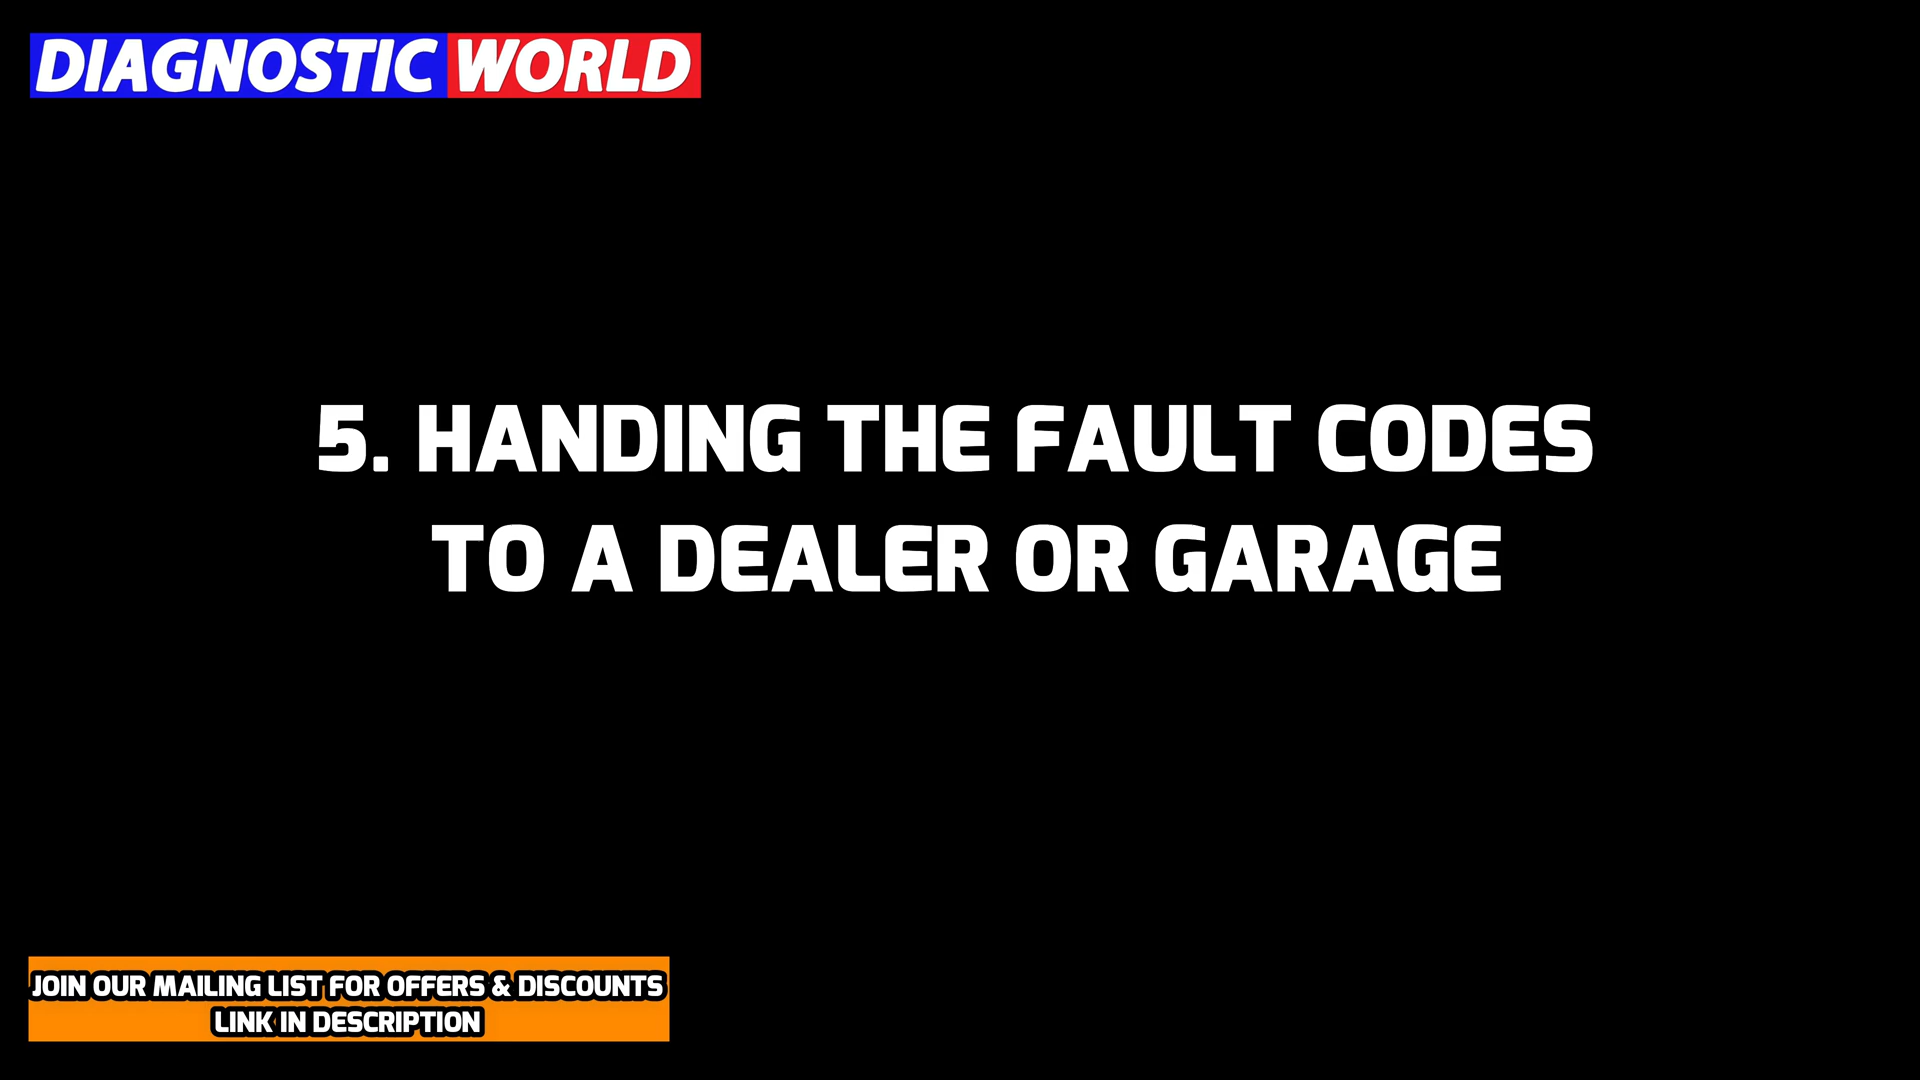 DIAGNOSTIC WORLD
5. HANDING THE FAULT CODES
TO A DEALER OR GARAGE
JOIN OUR MAILING LIST FOR OFFERS & DISCOUNTS
LINK IN DESCRIPTION